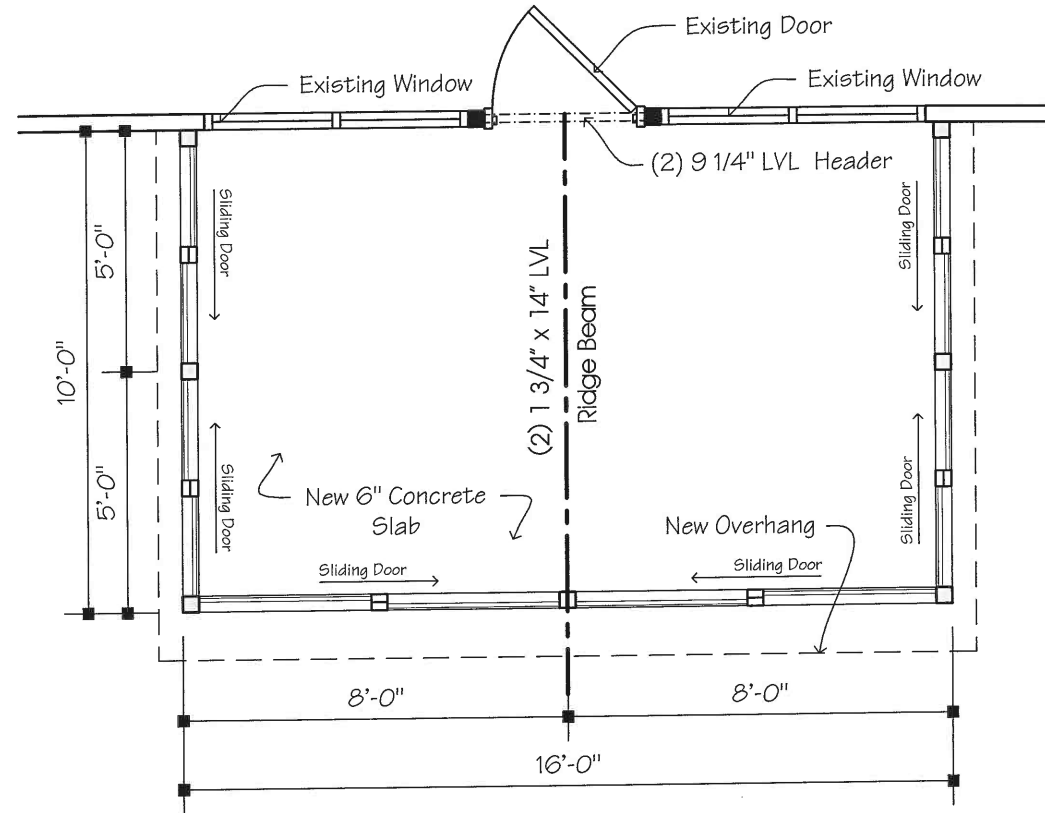 Existing Door
Existing Window
Existing Window
(2) 9 1/4" LVL Header
Sliding Door
Sliding Door
5'-0"
10'-0"
(2) 1 3/4" x 14" LVL
Ridge Beam
5'-0"
Sliding Door
Sliding Door
New 6" Concrete
Slab
New Overhang
Sliding Door
Sliding Door
8'-0"
8'-0"
16'-0"